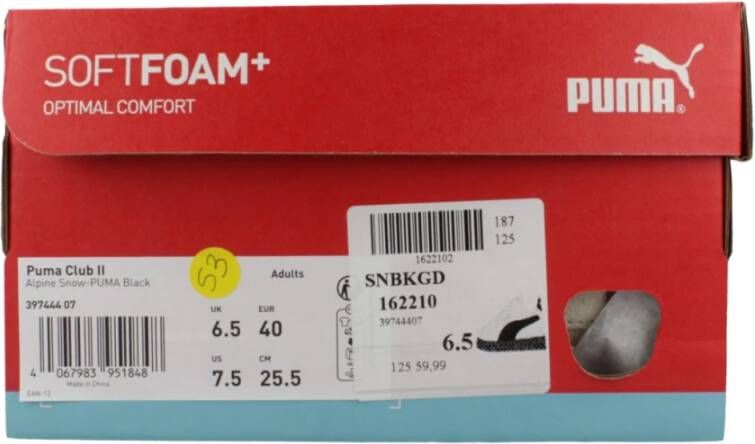 SOFTFOAM+
OPTIMAL COMFORT
PUMA®
Puma Club II
Alpine Snow-PUMA Black
397444 07
53
Adults
UK EUR
6.5 40
US CM
7.5 25.5
4 067983 951848
Made in China
EAN-13
187
125
1622102
SNBKGD
162210
39744407
6.5
125 59,99